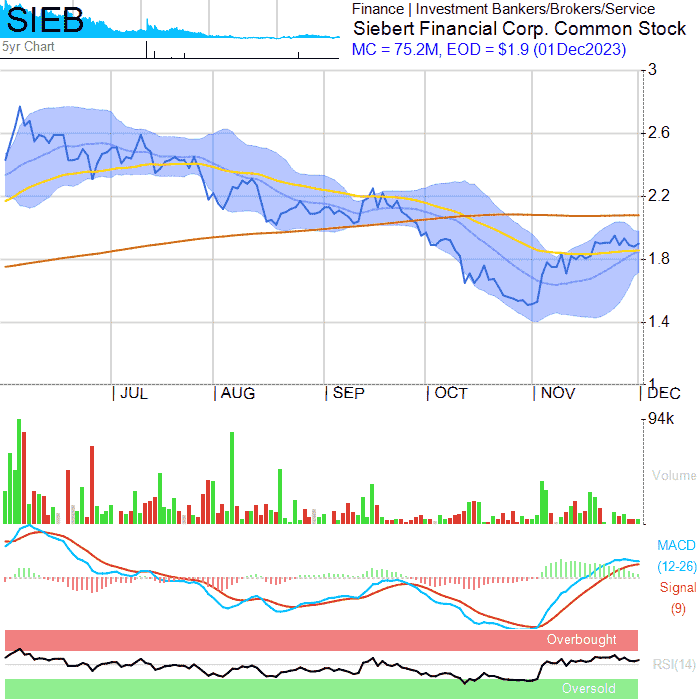 SIEB
5yr Chart
Finance | Investment Bankers/Brokers/Service
Siebert Financial Corp. Common Stock
MC = 75.2M, EOD = $1.9 (01Dec2023)
3
2.6
2.2
1.8
1.4
1
JUL AUG SEP OCT NOV DEC
94k
Volume
MACD
(12-26)
Signal
(9)
Overbought
RSI(14)
Oversold